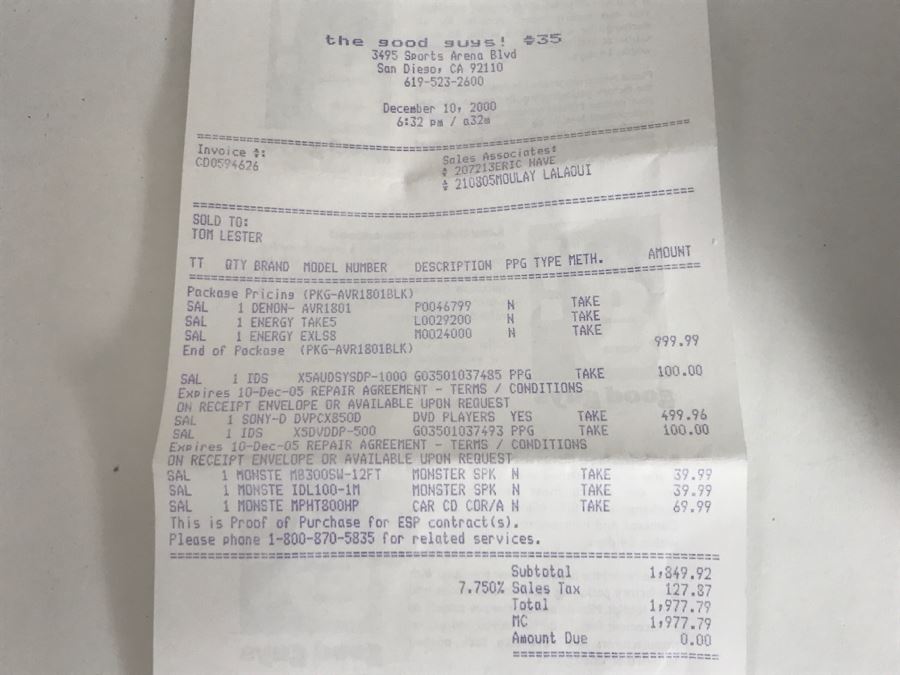 the good guys! #35
3495 Sports Arena Blvd
San Diego, CA 92110
619-523-2600
December 10, 2000
6:32 pm / a32m
Invoice #:
CD0594626
Sales Associates:
# 207213ERIC HAVE
# 210805MOULAY LALAOUI
SOLD TO:
TOM LESTER
TT QTY BRAND MODEL NUMBER DESCRIPTION PPG TYPE METH. AMOUNT
Package Pricing (PKG-AVR1801BLK)
SAL 1 DENON- AVR1801 P0046799 N TAKE
SAL 1 ENERGY TAKE5 L0029200 N TAKE
SAL 1 ENERGY EXLS8 M0024000 N TAKE
End of Package (PKG-AVR1801BLK) 999.99
SAL 1 IDS X5AUDSYSDP-1000 G03501037485 PPG TAKE 100.00
Expires 10-Dec-05 REPAIR AGREEMENT - TERMS / CONDITIONS
ON RECEIPT ENVELOPE OR AVAILABLE UPON REQUEST
SAL 1 SONY-D DVPCX850D DVD PLAYERS YES TAKE 499.96
SAL 1 IDS X5DVDDP-500 G03501037493 PPG TAKE 100.00
Expires 10-Dec-05 REPAIR AGREEMENT - TERMS / CONDITIONS
ON RECEIPT ENVELOPE OR AVAILABLE UPON REQUEST
SAL 1 MONSTE MB300SW-12FT MONSTER SPK N TAKE 39.99
SAL 1 MONSTE IDL100-1M MONSTER SPK N TAKE 39.99
SAL 1 MONSTE MPHT800HP CAR CD COR/A N TAKE 69.99
This is Proof of Purchase for ESP contract(s).
Please phone 1-800-870-5835 for related services.
Subtotal 1,849.92
7.750% Sales Tax 127.87
Total 1,977.79
MC 1,977.79
Amount Due 0.00